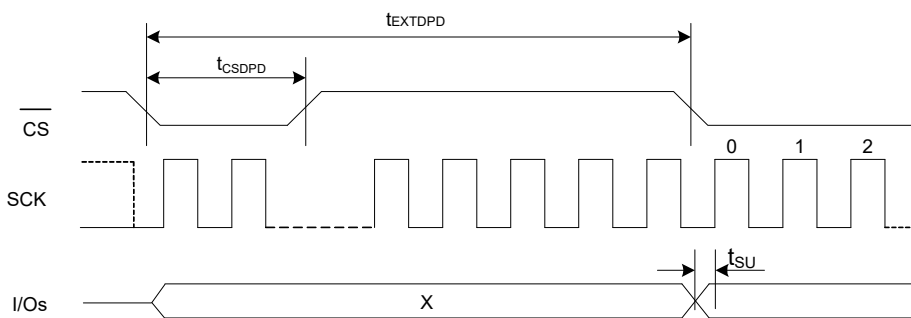 tEXTDPD
tCSDPD
CS
0 1 2
SCK
tSU
X
I/Os